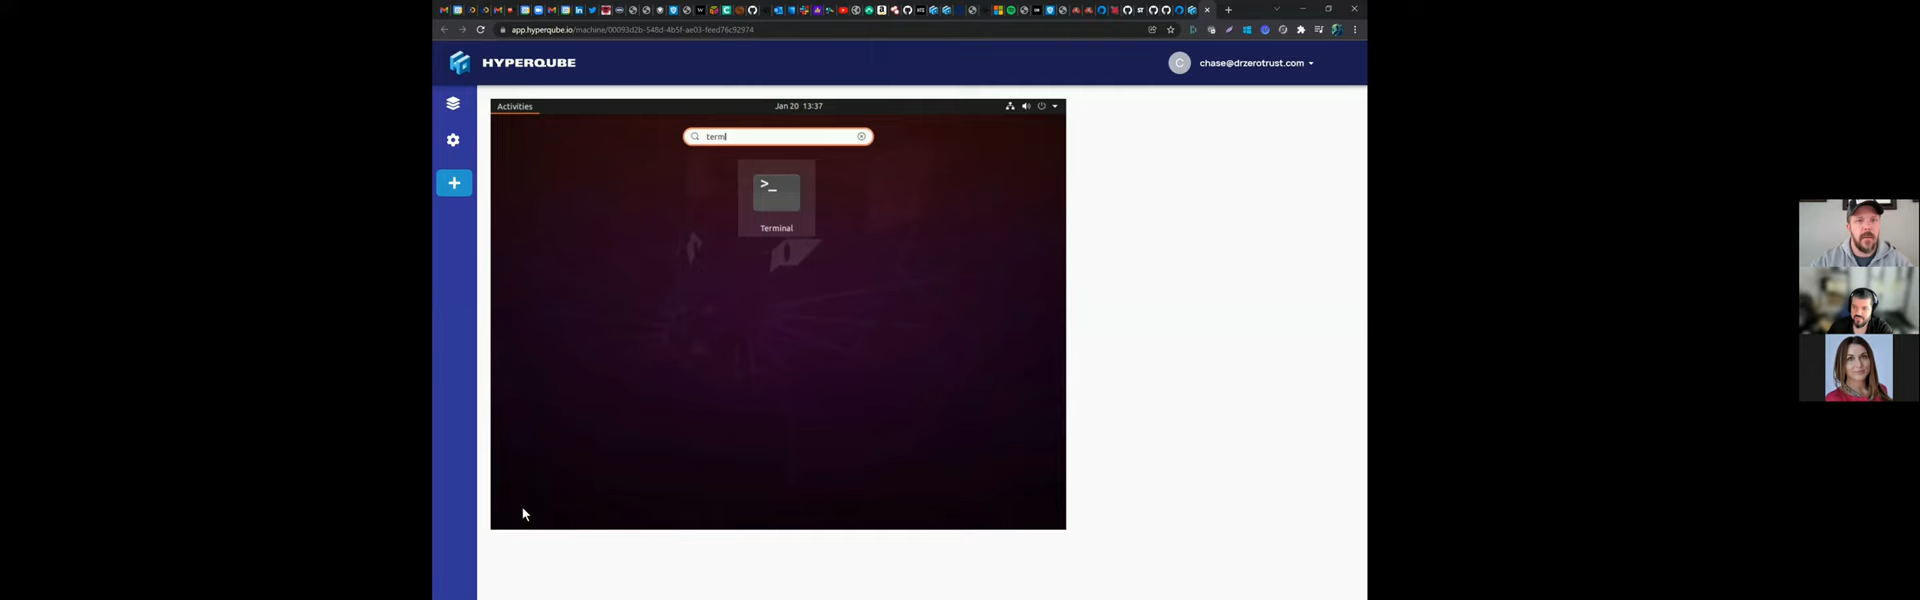 app.hyperqube.io/machine/00093d2b-548d-4b5f-ae03-feed76c92974
HYPERQUBE
C
chase@drzerotrust.com
Activities
Jan 20 13:37
term
>_
Terminal